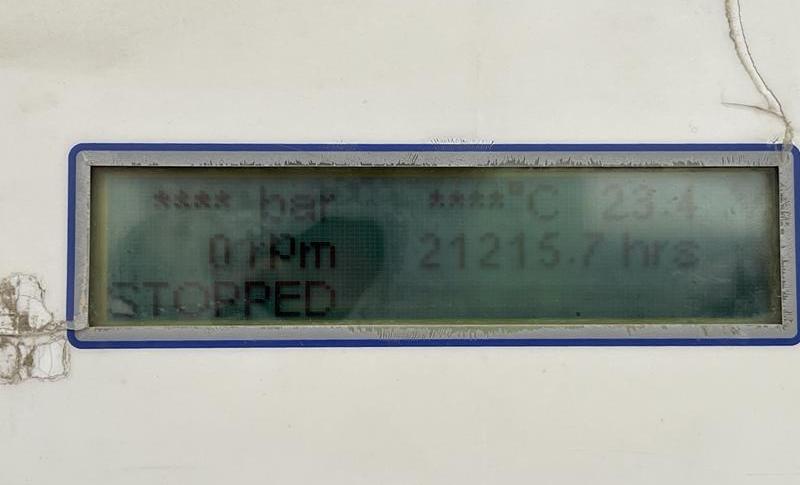 **** bar ****°C 23.4
0 rpm 21215.7 hrs
STOPPED